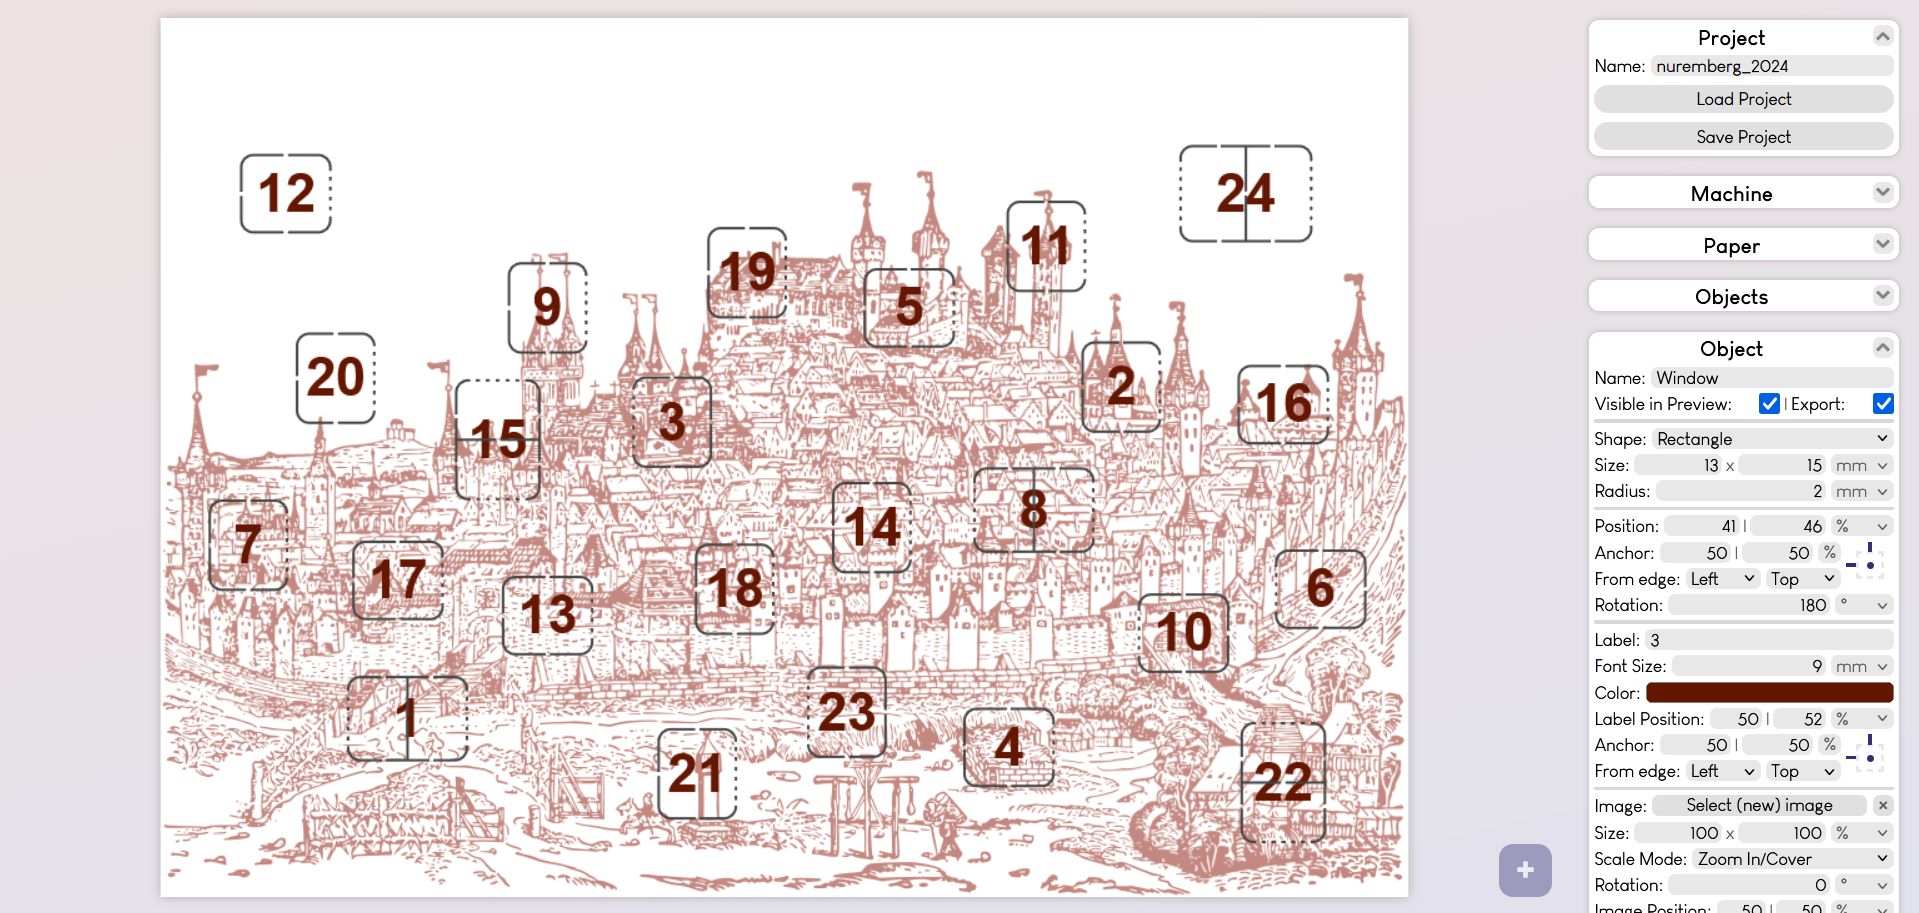 12
24
11
19
9
5
20
2
16
3
15
8
14
7
17
18
6
13
10
23
1
4
21
22
+
Project
Name: nuremberg_2024
Load Project
Save Project
Machine
Paper
Objects
Object
Name: Window
Visible in Preview: | Export:
Shape: Rectangle
Size: 13 x 15 mm
Radius: 2 mm
Position: 41 | 46 %
Anchor: 50 | 50 %
From edge: Left Top
Rotation: 180 °
Label: 3
Font Size: 9 mm
Color:
Label Position: 50 | 52 %
Anchor: 50 | 50 %
From edge: Left Top
Image: Select (new) image ×
Size: 100 x 100 %
Scale Mode: Zoom In/Cover
Rotation: 0 °
Image Position: 50 | 50 %